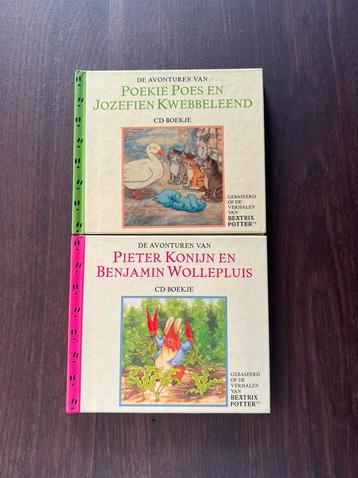 DE AVONTUREN VAN
POEKIE POES EN
JOZEFIEN KWEBBELEEND
CD-BOEKJE
GEBASEERD
OP DE
VERHALEN
VAN
BEATRIX
POTTER™
DE AVONTUREN VAN
PIETER KONIJN EN
BENJAMIN WOLLEPLUIS
CD-BOEKJE
GEBASEERD
OP DE
VERHALEN
VAN
BEATRIX
POTTER™